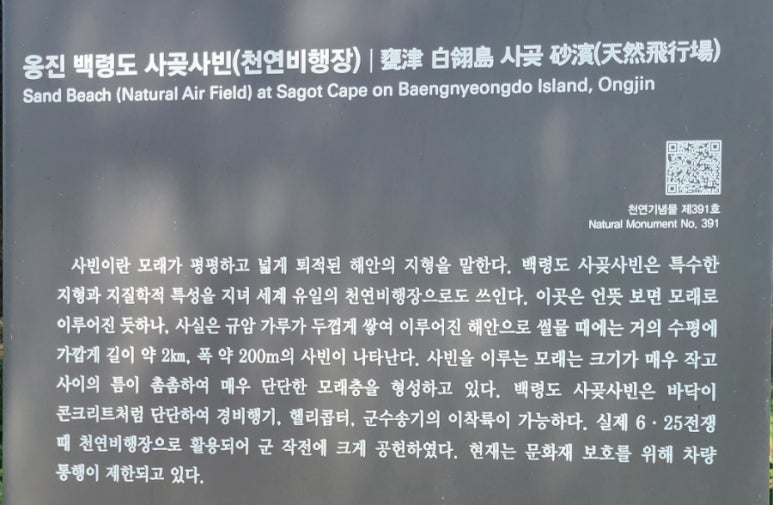 옹진 백령도 사곶사빈(천연비행장) | 甕津 白翎島 사곶 砂濱(天然飛行場)
Sand Beach (Natural Air Field) at Sagot Cape on Baengnyeongdo Island, Ongjin
천연기념물 제391호
Natural Monument No. 391
사빈이란 모래가 평평하고 넓게 퇴적된 해안의 지형을 말한다. 백령도 사곶사빈은 특수한
지형과 지질학적 특성을 지녀 세계 유일의 천연비행장으로도 쓰인다. 이곳은 언뜻 보면 모래로
이루어진 듯하나, 사실은 규암 가루가 두껍게 쌓여 이루어진 해안으로 썰물 때에는 거의 수평에
가깝게 길이 약 2㎞, 폭 약 200m의 사빈이 나타난다. 사빈을 이루는 모래는 크기가 매우 작고
사이의 틈이 촘촘하여 매우 단단한 모래층을 형성하고 있다. 백령도 사곶사빈은 바닥이
콘크리트처럼 단단하여 경비행기, 헬리콥터, 군수송기의 이착륙이 가능하다. 실제 6·25전쟁
때 천연비행장으로 활용되어 군 작전에 크게 공헌하였다. 현재는 문화재 보호를 위해 차량
통행이 제한되고 있다.